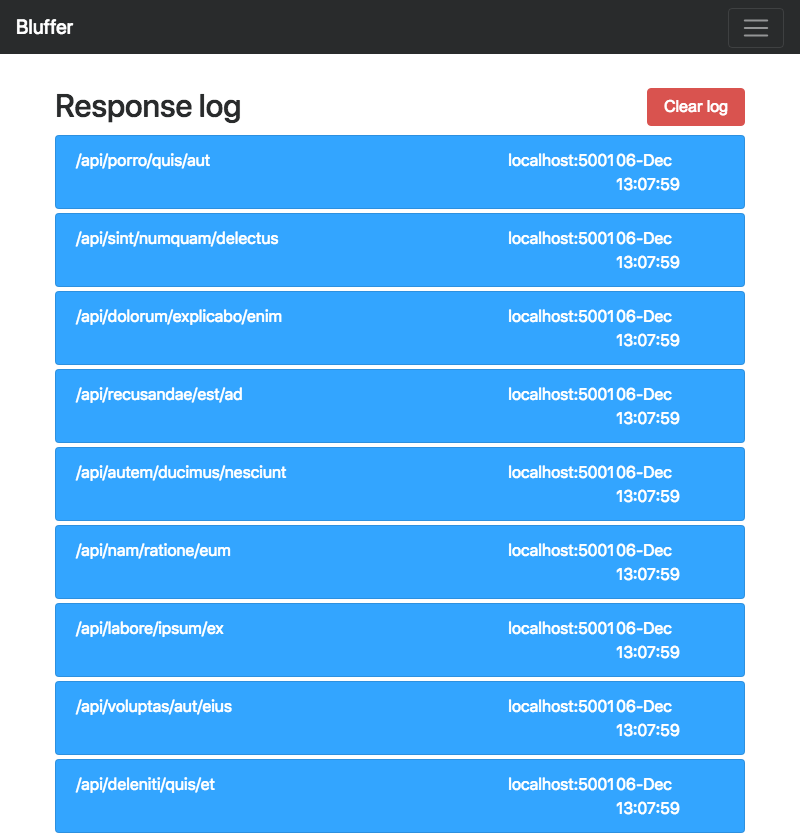 Bluffer
Response log
Clear log
/api/porro/quis/aut localhost:5001 06-Dec
13:07:59
/api/sint/numquam/delectus localhost:5001 06-Dec
13:07:59
/api/dolorum/explicabo/enim localhost:5001 06-Dec
13:07:59
/api/recusandae/est/ad localhost:5001 06-Dec
13:07:59
/api/autem/ducimus/nesciunt localhost:5001 06-Dec
13:07:59
/api/nam/ratione/eum localhost:5001 06-Dec
13:07:59
/api/labore/ipsum/ex localhost:5001 06-Dec
13:07:59
/api/voluptas/aut/eius localhost:5001 06-Dec
13:07:59
/api/deleniti/quis/et localhost:5001 06-Dec
13:07:59